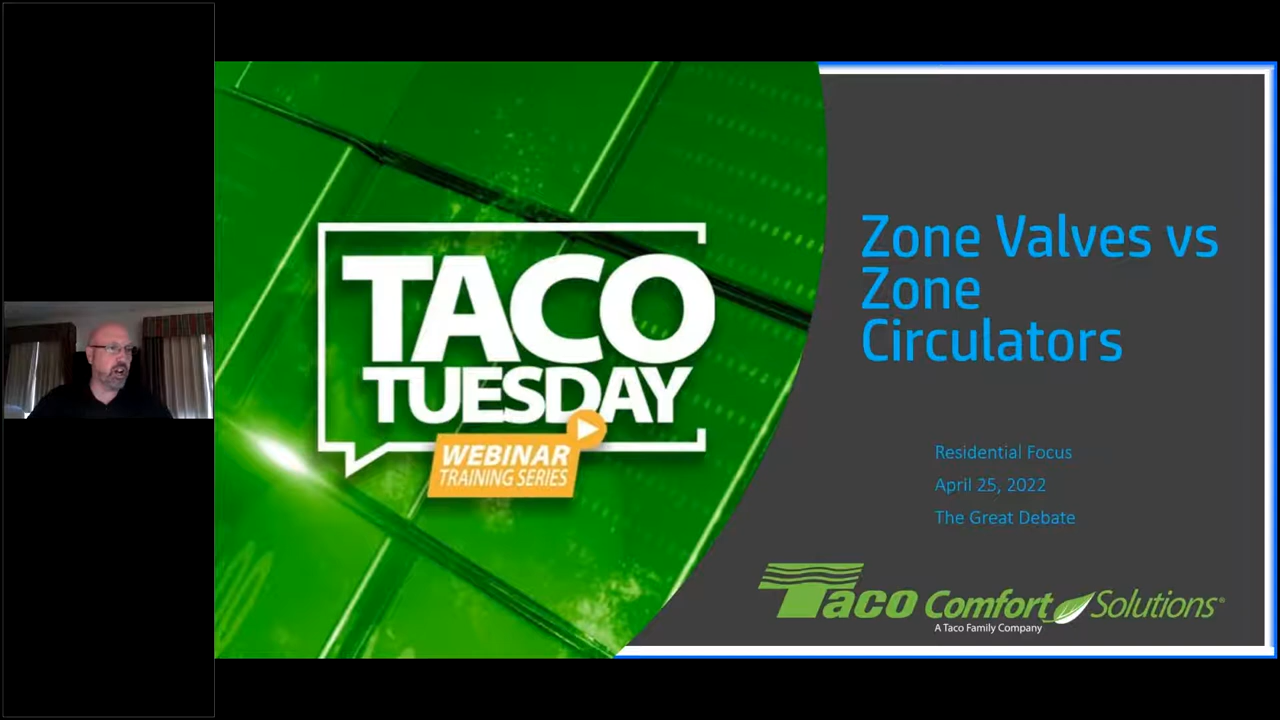 TACO
TUESDAY
WEBINAR
TRAINING SERIES
Zone Valves vs
Zone
Circulators
Residential Focus
April 25, 2022
The Great Debate
Taco Comfort Solutions®
A Taco Family Company